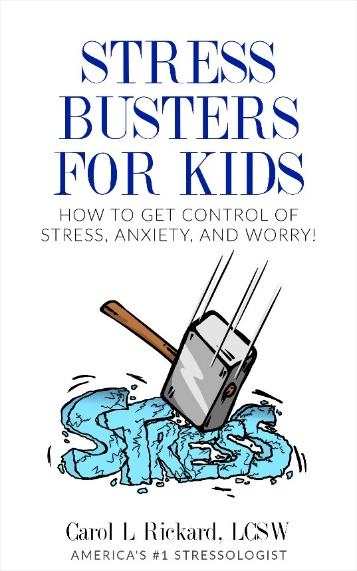 STRESS
BUSTERS
FOR KIDS
HOW TO GET CONTROL OF
STRESS, ANXIETY, AND WORRY!
STRESS
Carol L Rickard, LCSW
AMERICA'S #1 STRESSOLOGIST